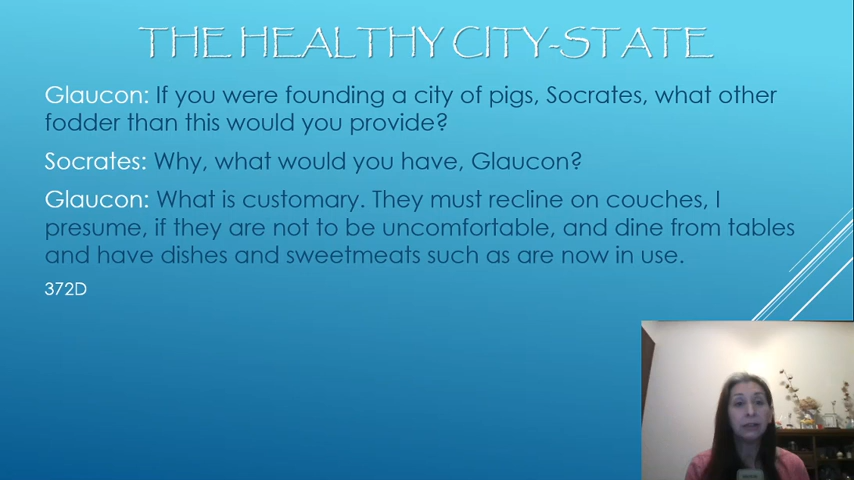 THE HEALTHY CITY-STATE
Glaucon: If you were founding a city of pigs, Socrates, what other
fodder than this would you provide?
Socrates: Why, what would you have, Glaucon?
Glaucon: What is customary. They must recline on couches, I
presume, if they are not to be uncomfortable, and dine from tables
and have dishes and sweetmeats such as are now in use.
372D